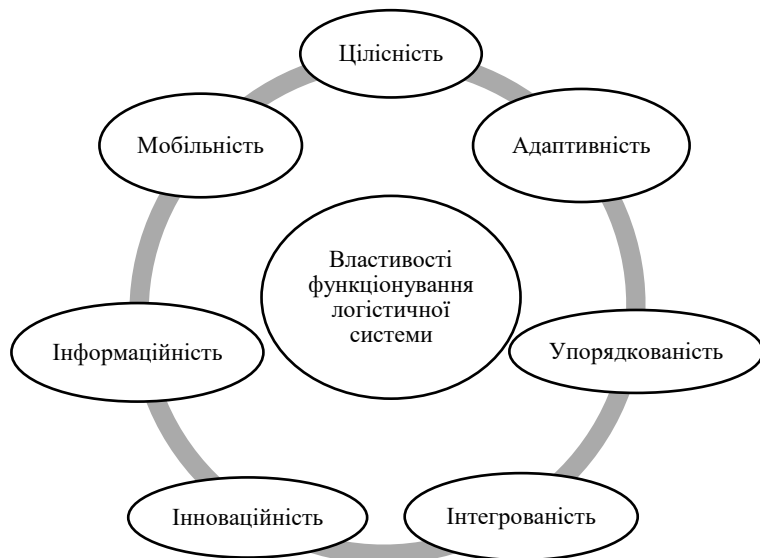 Цілісність
Мобільність
Адаптивність
Властивості
функціонування
логістичної
системи
Інформаційність
Упорядкованість
Інноваційність
Інтегрованість